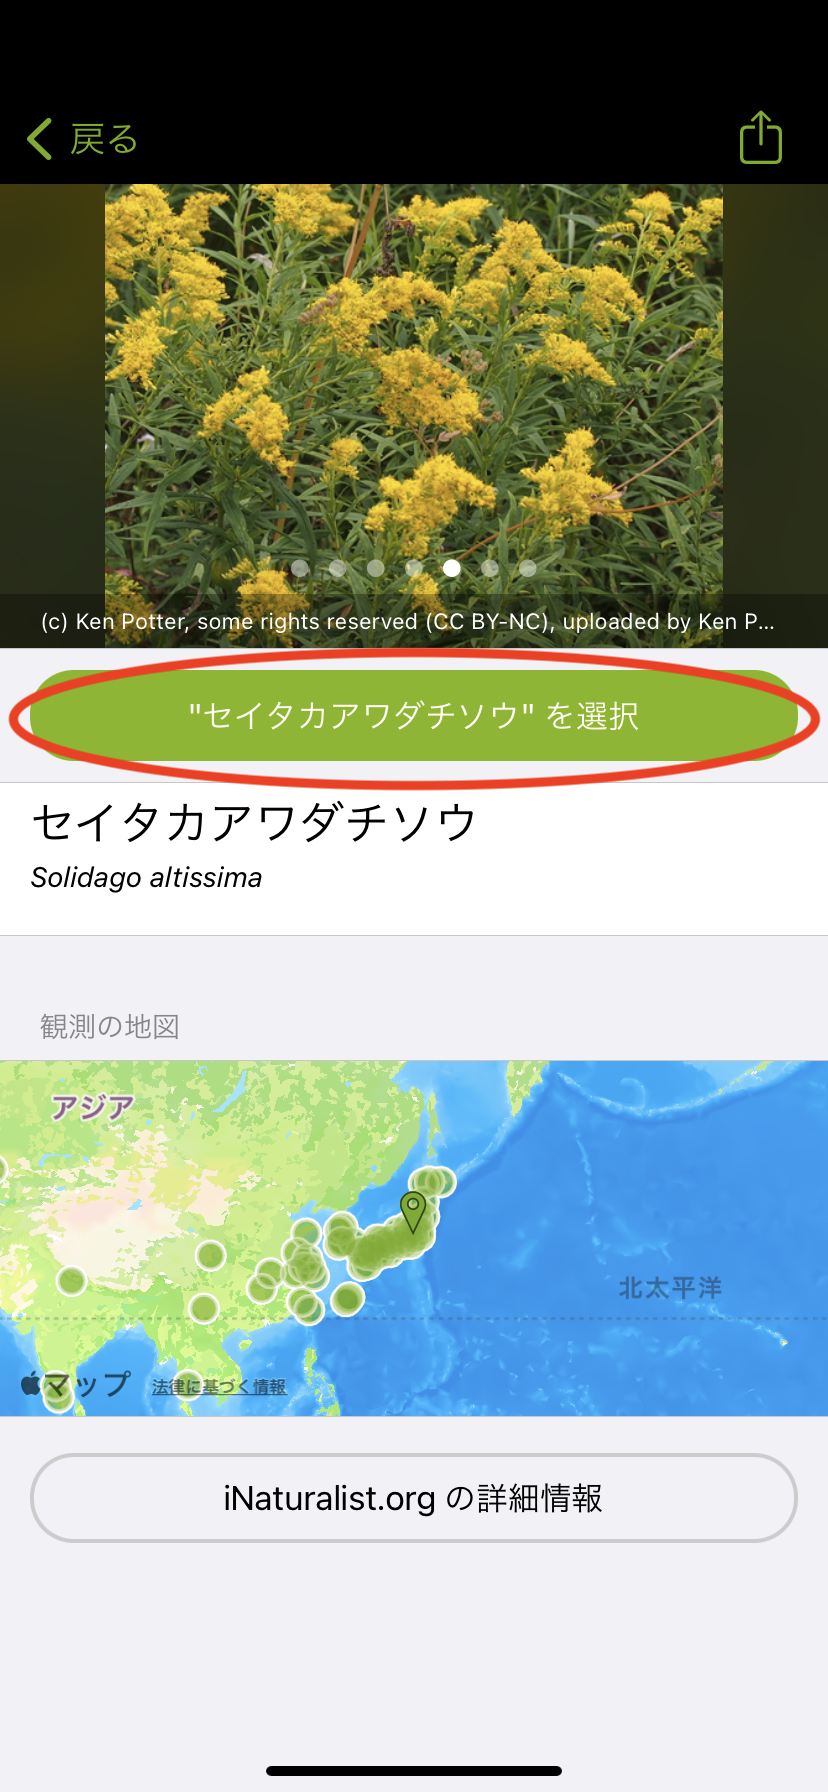 戻る
(c) Ken Potter, some rights reserved (CC BY-NC), uploaded by Ken P...
"セイタカアワダチソウ" を選択
セイタカアワダチソウ
Solidago altissima
観測の地図
アジア
北太平洋
マップ 法律に基づく情報
iNaturalist.org の詳細情報